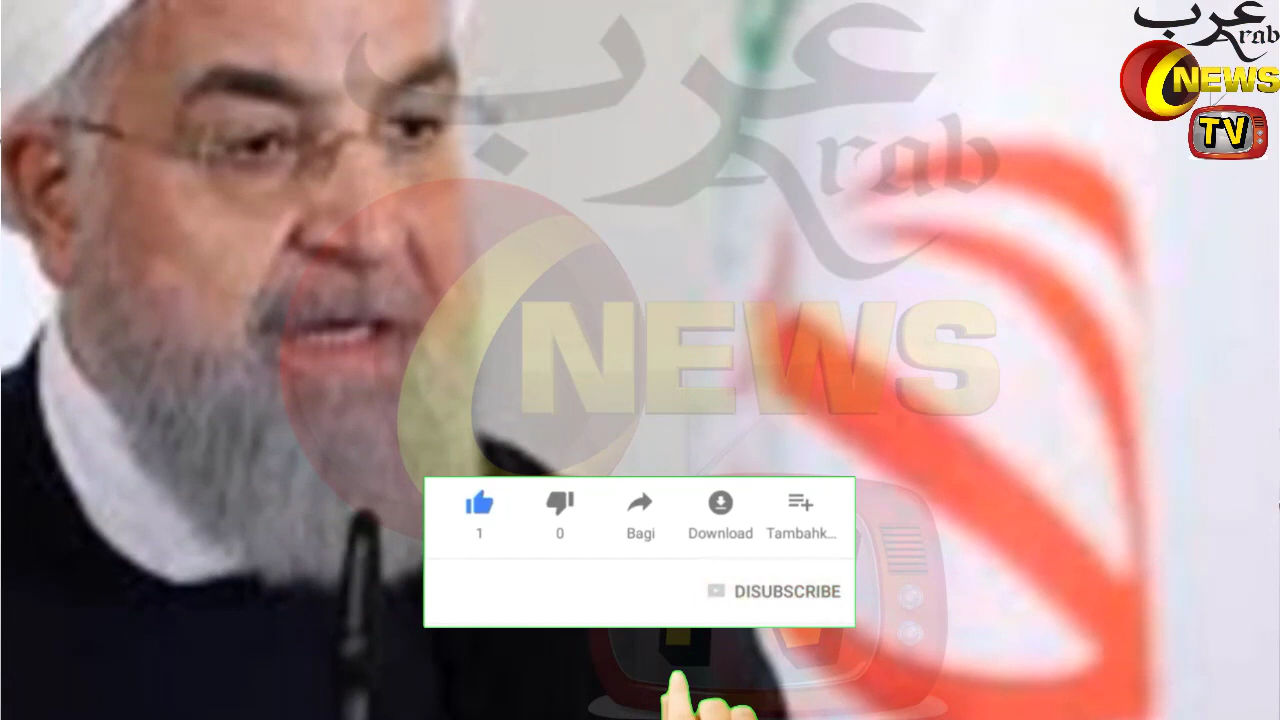 عرب
Arab
NEWS
TV
عرب
Arab
NEWS
1
0
Bagi
Download
Tambahk...
DISUBSCRIBE